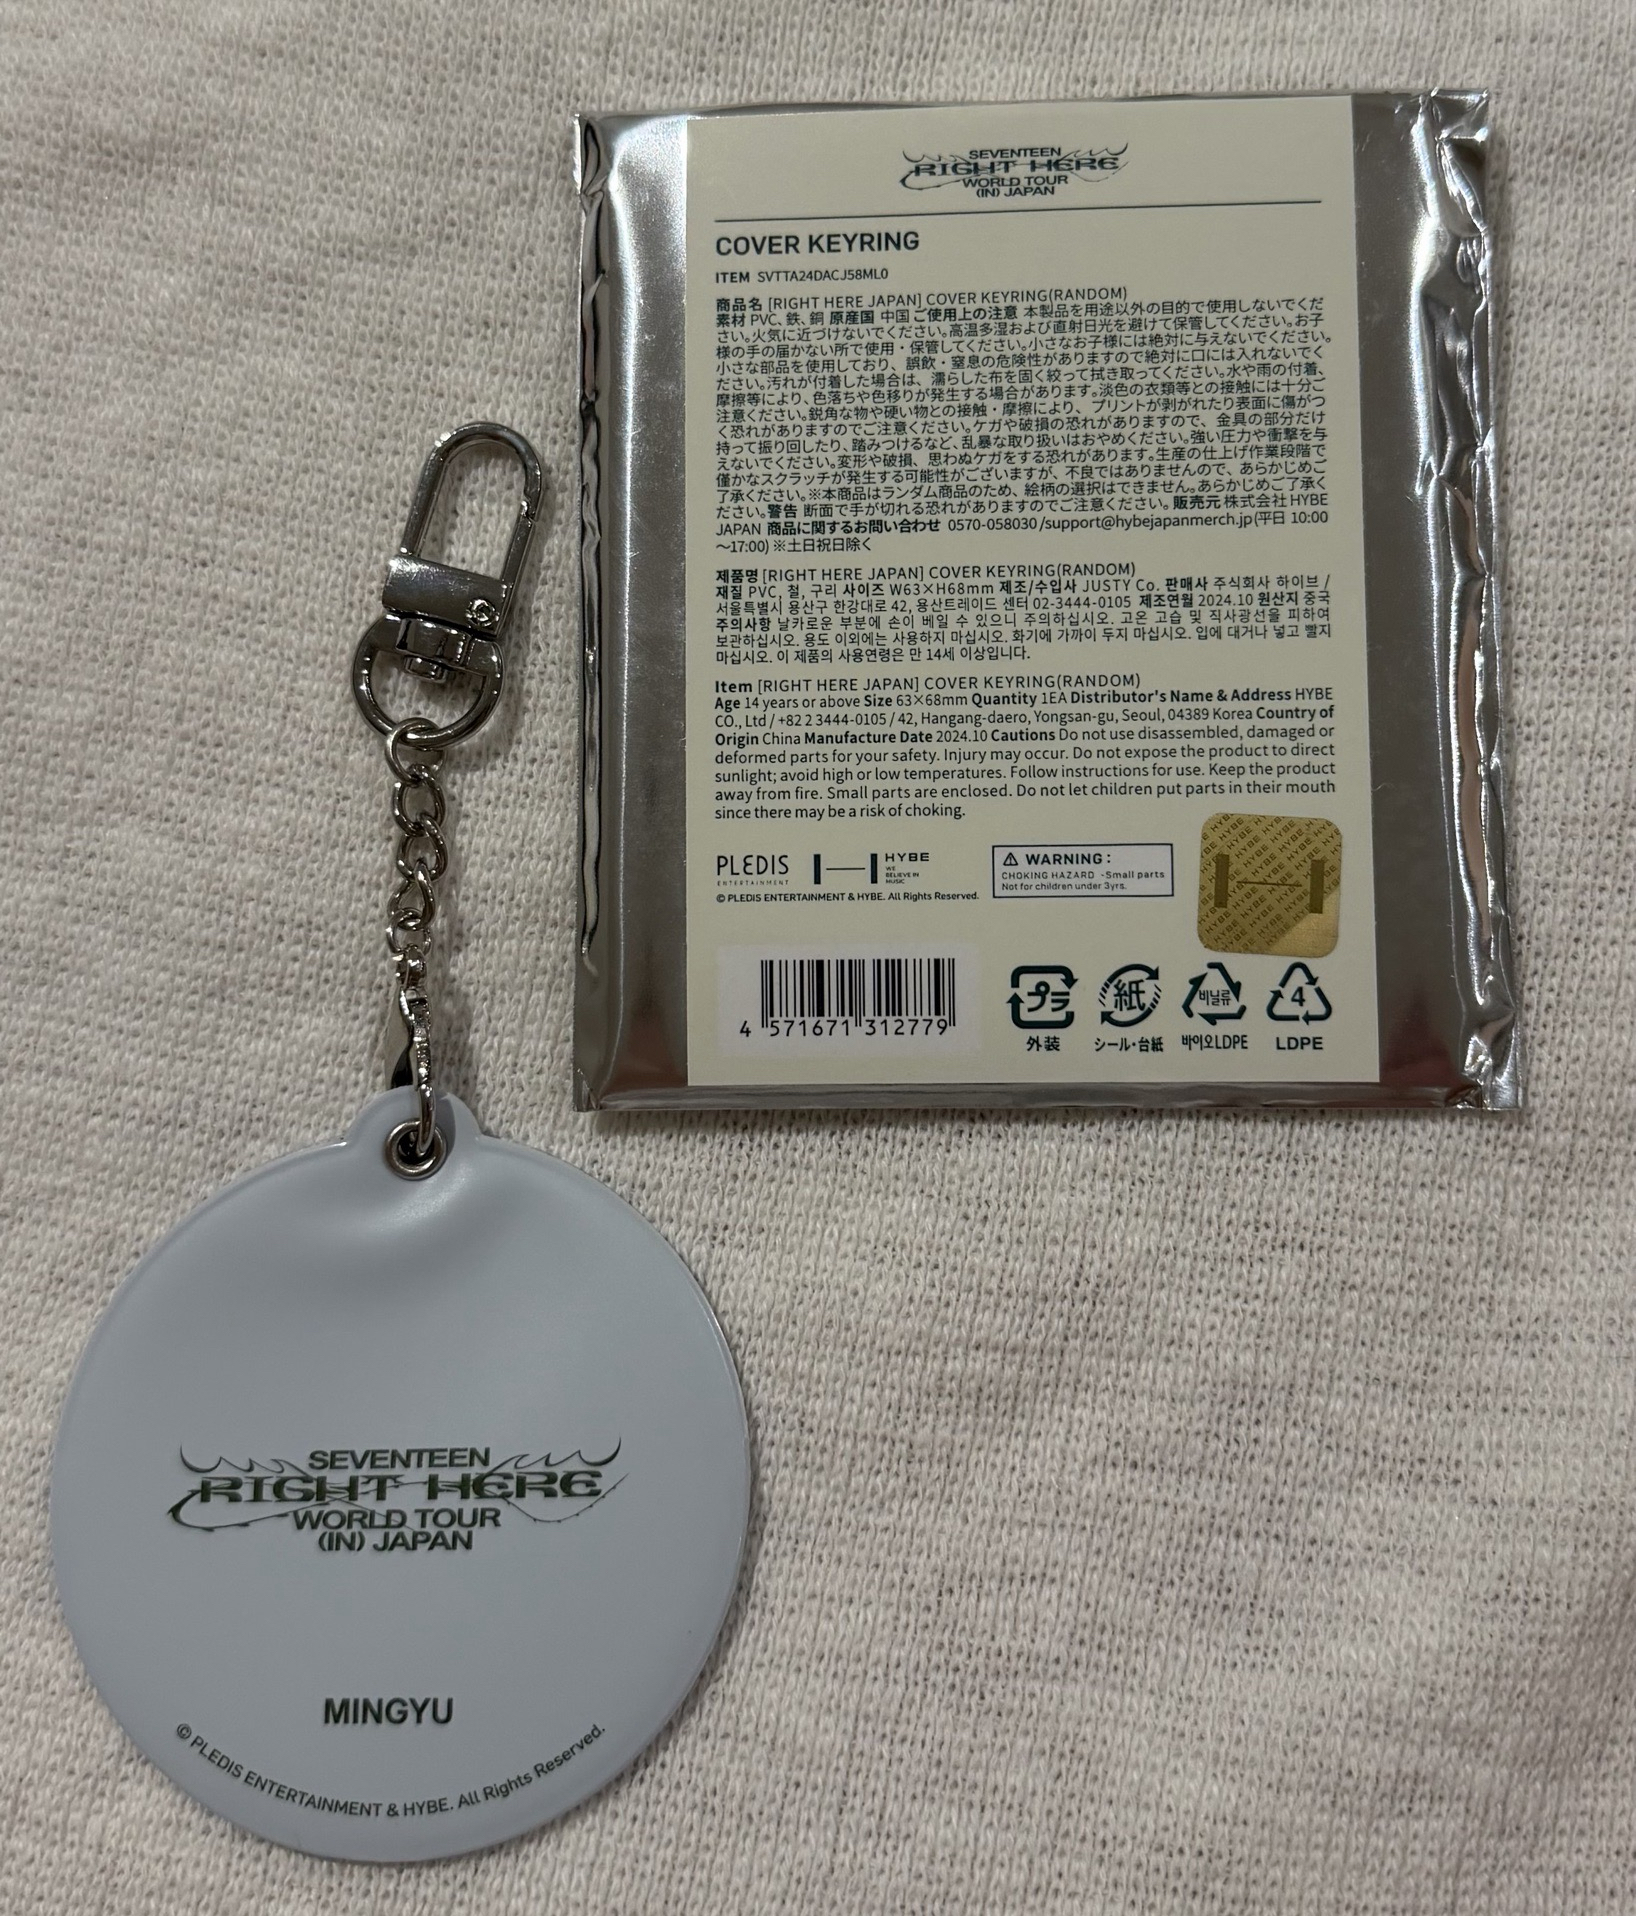 SEVENTEEN
RIGHT HERE
WORLD TOUR
(IN) JAPAN
COVER KEYRING
ITEM SVTTA24DACJ58ML0
商品名 [RIGHT HERE JAPAN] COVER KEYRING(RANDOM)
素材 PVC、鉄、銅 原産国 中国 ご使用上の注意 本製品を用途以外の目的で使用しないでくだ
さい。火気に近づけないでください。高温多湿および直射日光を避けて保管してください。お子
様の手の届かない所で使用・保管してください。小さなお子様には絶対に与えないでください。
小さな部品を使用しており、誤飲・窒息の危険性がありますので絶対に口には入れないでく
ださい。汚れが付着した場合は、濡らした布を固く絞って拭き取ってください。水や雨の付着、
摩擦等により、色落ちや色移りが発生する場合があります。淡色の衣類等との接触には十分ご
注意ください。鋭角な物や硬い物との接触・摩擦により、プリントが剥がれたり表面に傷がつ
く恐れがありますのでご注意ください。ケガや破損の恐れがありますので、金具の部分だけ
持って振り回したり、踏みつけるなど、乱暴な取り扱いはおやめください。強い圧力や衝撃を与
えないでください。変形や破損、思わぬケガをする恐れがあります。生産の仕上げ作業段階で
僅かなスクラッチが発生する可能性がございますが、不良ではありませんので、あらかじめご
了承ください。※本商品はランダム商品のため、絵柄の選択はできません。あらかじめご了承く
ださい。警告 断面で手が切れる恐れがありますのでご注意ください。販売元 株式会社 HYBE
JAPAN 商品に関するお問い合わせ 0570-058030 /support@hybejapanmerch.jp(平日 10:00
～17:00) ※土日祝日除く
제품명 [RIGHT HERE JAPAN] COVER KEYRING(RANDOM)
재질 PVC, 철, 구리 사이즈 W63×H68mm 제조/수입사 JUSTY Co. 판매사 주식회사 하이브 /
서울특별시 용산구 한강대로 42, 용산트레이드 센터 02-3444-0105 제조연월 2024.10 원산지 중국
주의사항 날카로운 부분에 손이 베일 수 있으니 주의하십시오. 고온 고습 및 직사광선을 피하여
보관하십시오. 용도 이외에는 사용하지 마십시오. 화기에 가까이 두지 마십시오. 입에 대거나 넣고 빨지
마십시오. 이 제품의 사용연령은 만 14세 이상입니다.
Item [RIGHT HERE JAPAN] COVER KEYRING(RANDOM)
Age 14 years or above Size 63×68mm Quantity 1EA Distributor's Name & Address HYBE
CO., Ltd / +82 2 3444-0105 / 42, Hangang-daero, Yongsan-gu, Seoul, 04389 Korea Country of
Origin China Manufacture Date 2024.10 Cautions Do not use disassembled, damaged or
deformed parts for your safety. Injury may occur. Do not expose the product to direct
sunlight; avoid high or low temperatures. Follow instructions for use. Keep the product
away from fire. Small parts are enclosed. Do not let children put parts in their mouth
since there may be a risk of choking.
PLEDIS
ENTERTAINMENT
HYBE
WE
BELIEVE IN
MUSIC
© PLEDIS ENTERTAINMENT & HYBE. All Rights Reserved.
WARNING:
CHOKING HAZARD -Small parts
Not for children under 3yrs.
HYBE HYBE HYBE
4 571671 312779
プラ
外装
紙
シール・台紙
비닐류
바이오LDPE
4
LDPE
SEVENTEEN
RIGHT HERE
WORLD TOUR
(IN) JAPAN
MINGYU
© PLEDIS ENTERTAINMENT & HYBE. All Rights Reserved.